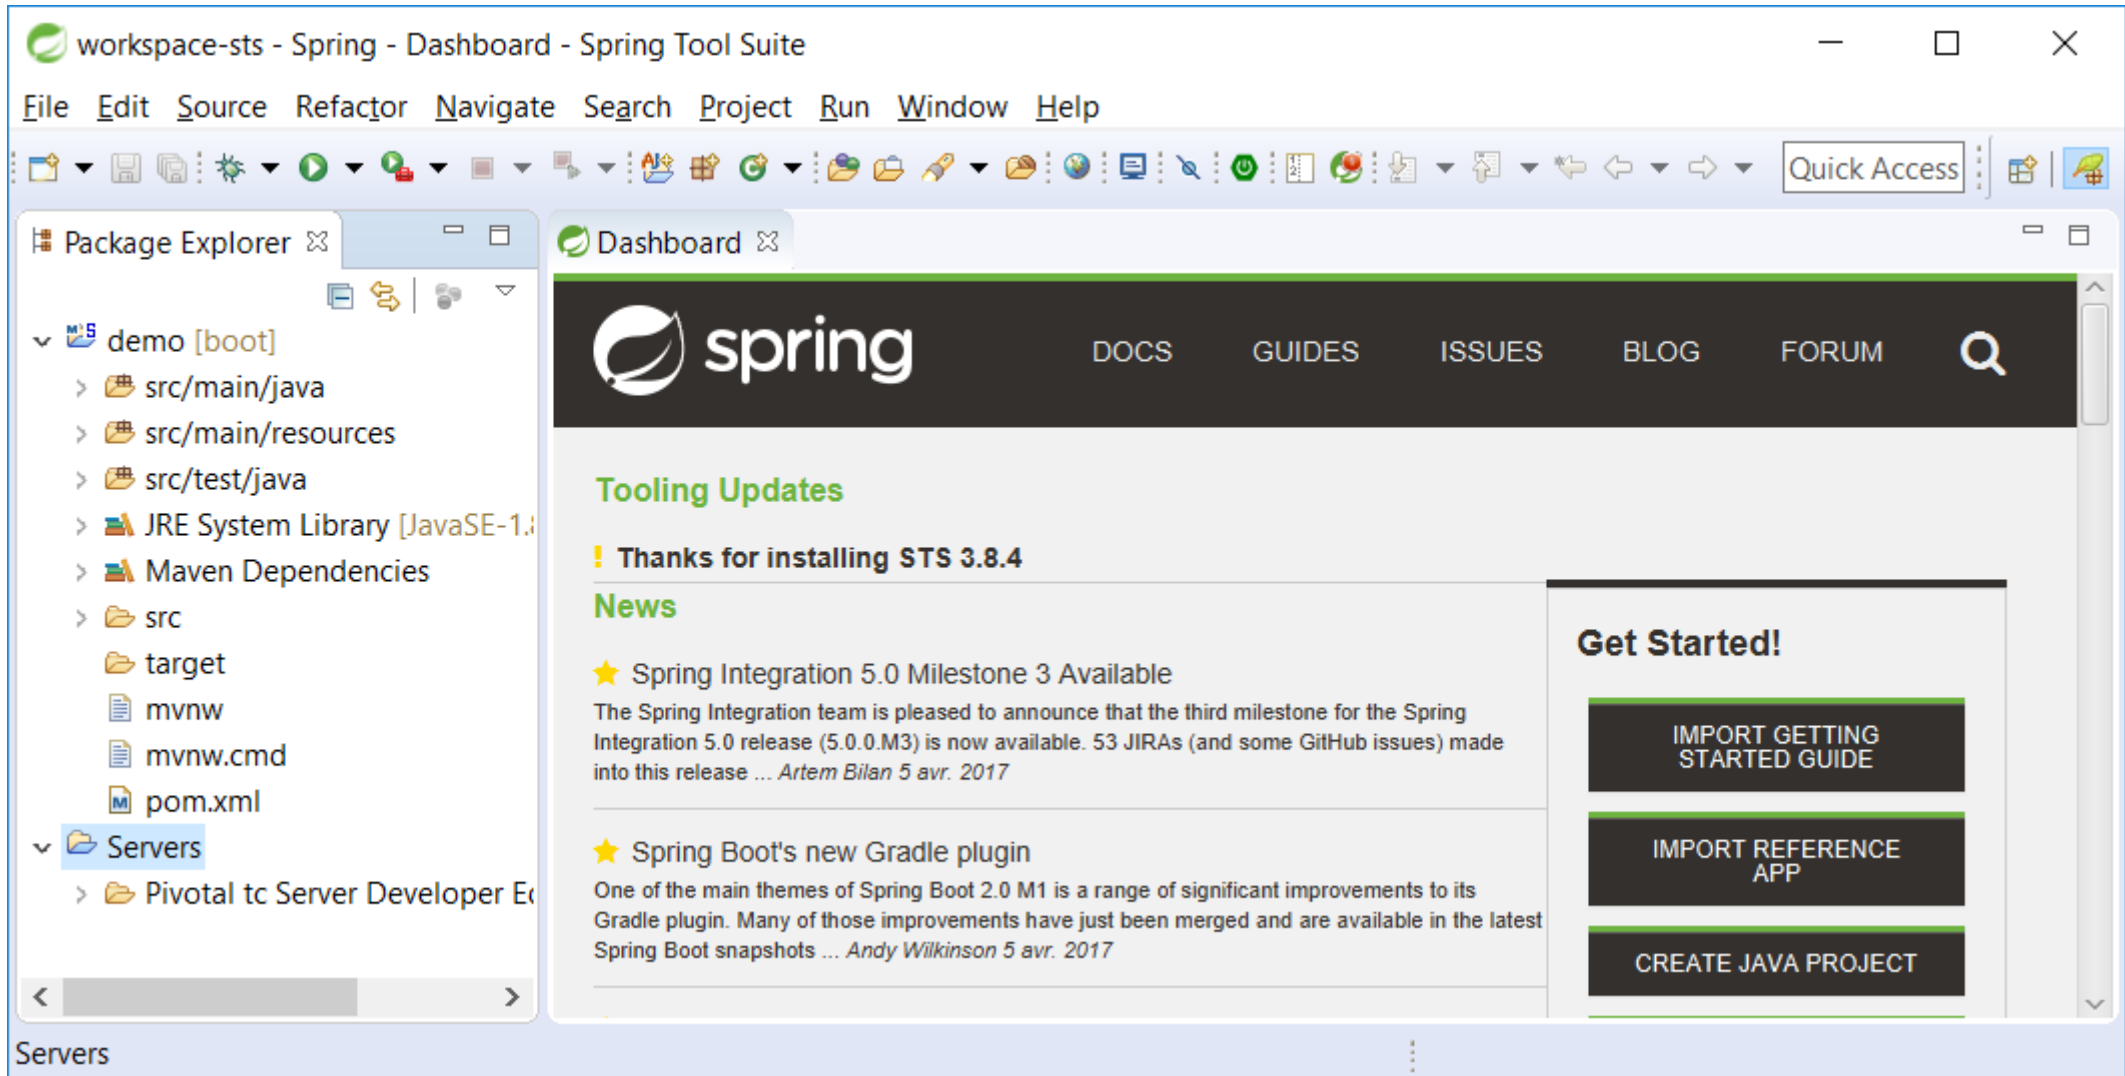 workspace-sts - Spring - Dashboard - Spring Tool Suite
File Edit Source Refactor Navigate Search Project Run Window Help
Quick Access
Package Explorer
Dashboard
demo [boot]
src/main/java
src/main/resources
src/test/java
JRE System Library [JavaSE-1.
Maven Dependencies
src
target
mvnw
mvnw.cmd
pom.xml
Servers
Pivotal tc Server Developer
spring DOCS GUIDES ISSUES BLOG FORUM
Tooling Updates
! Thanks for installing STS 3.8.4
News
Spring Integration 5.0 Milestone 3 Available
The Spring Integration team is pleased to announce that the third milestone for the Spring
Integration 5.0 release (5.0.0.M3) is now available. 53 JIRAs (and some GitHub issues) made
into this release ... Artem Bilan 5 avr. 2017
Spring Boot's new Gradle plugin
One of the main themes of Spring Boot 2.0 M1 is a range of significant improvements to its
Gradle plugin. Many of those improvements have just been merged and are available in the latest
Spring Boot snapshots ... Andy Wilkinson 5 avr. 2017
Get Started!
IMPORT GETTING
STARTED GUIDE
IMPORT REFERENCE
APP
CREATE JAVA PROJECT
Servers